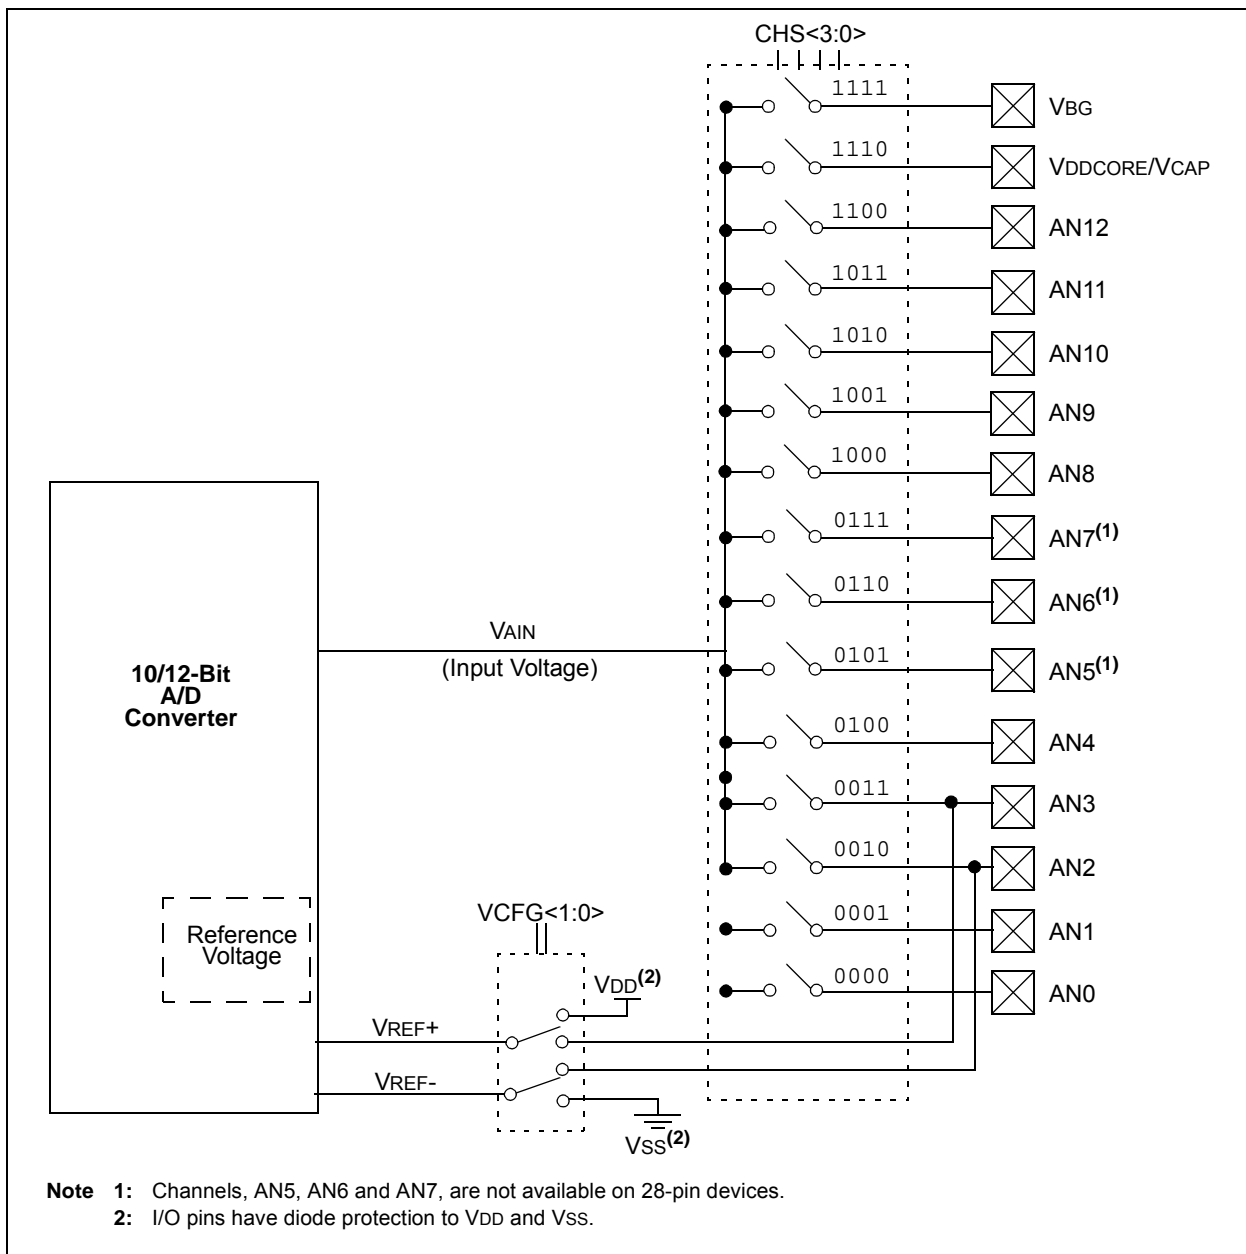 CHS<3:0>
1111
VBG
1110
VDDCORE/VCAP
1100
AN12
1011
AN11
1010
AN10
1001
AN9
1000
AN8
0111
AN7(1)
0110
AN6(1)
VAIN
(Input Voltage)
0101
AN5(1)
10/12-Bit
A/D
Converter
0100
AN4
0011
AN3
0010
AN2
VCFG<1:0>
Reference
Voltage
0001
AN1
VDD(2)
0000
AN0
VREF+
VREF-
VSS(2)
Note 1: Channels, AN5, AN6 and AN7, are not available on 28-pin devices.
2: I/O pins have diode protection to VDD and VSS.